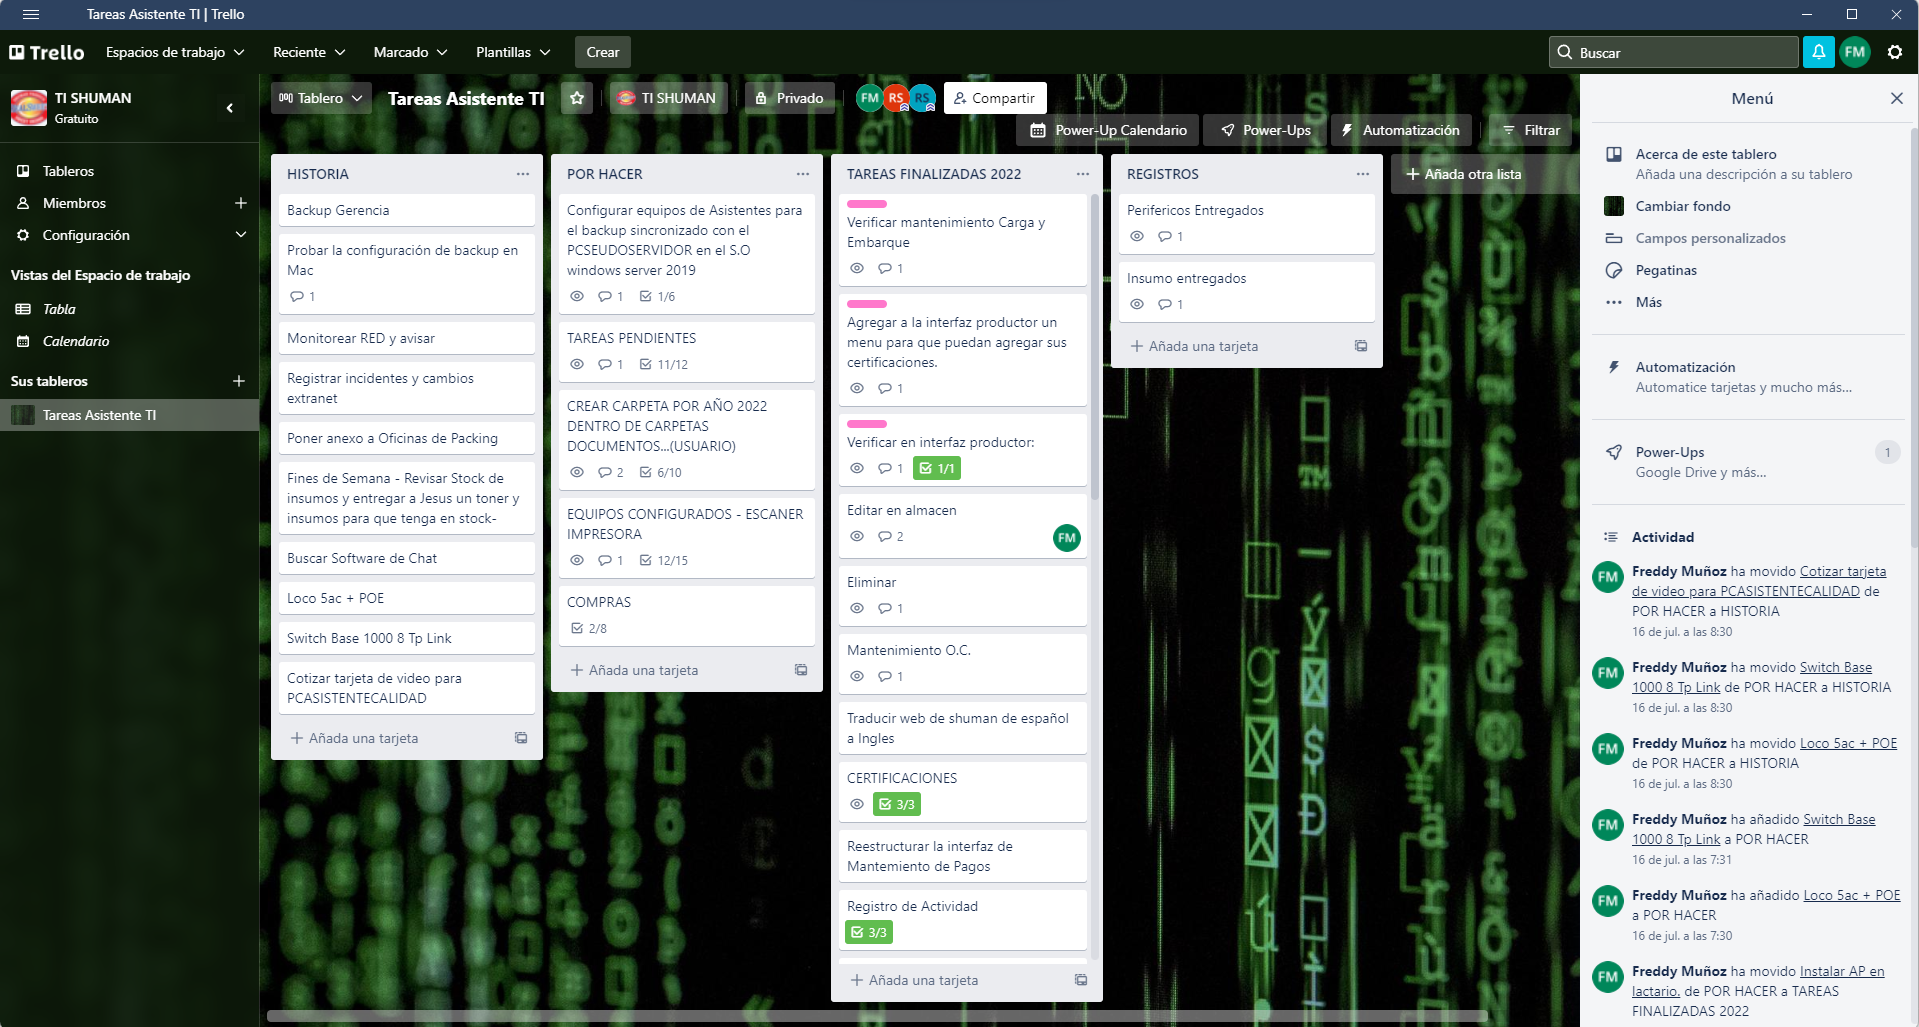 Tareas Asistente TI | Trello
Trello
Espacios de trabajo
Reciente
Marcado
Plantillas
Crear
Buscar
FM
TI SHUMAN
Gratuito
Tableros
Miembros
Configuración
Vistas del Espacio de trabajo
Tabla
Calendario
Sus tableros
Tareas Asistente TI
Tablero
Tareas Asistente TI
TI SHUMAN
Privado
FM
RS
RS
Compartir
Power-Up Calendario
Power-Ups
Automatización
Filtrar
HISTORIA
Backup Gerencia
Probar la configuración de backup en
Mac
1
Monitorear RED y avisar
Registrar incidentes y cambios
extranet
Poner anexo a Oficinas de Packing
Fines de Semana - Revisar Stock de
insumos y entregar a Jesus un toner y
insumos para que tenga en stock-
Buscar Software de Chat
Loco 5ac + POE
Switch Base 1000 8 Tp Link
Cotizar tarjeta de video para
PCASISTENTECALIDAD
+ Añada una tarjeta
POR HACER
Configurar equipos de Asistentes para
el backup sincronizado con el
PCSEUDOSERVIDOR en el S.O
windows server 2019
1
1/6
TAREAS PENDIENTES
1
11/12
CREAR CARPETA POR AÑO 2022
DENTRO DE CARPETAS
DOCUMENTOS...(USUARIO)
2
6/10
EQUIPOS CONFIGURADOS - ESCANER
IMPRESORA
1
12/15
COMPRAS
2/8
+ Añada una tarjeta
TAREAS FINALIZADAS 2022
Verificar mantenimiento Carga y
Embarque
1
Agregar a la interfaz productor un
menu para que puedan agregar sus
certificaciones.
1
Verificar en interfaz productor:
1
1/1
Editar en almacen
2
FM
Eliminar
1
Mantenimiento O.C.
1
Traducir web de shuman de español
a Ingles
CERTIFICACIONES
3/3
Reestructurar la interfaz de
Mantemiento de Pagos
Registro de Actividad
3/3
+ Añada una tarjeta
REGISTROS
Perifericos Entregados
1
Insumo entregados
1
+ Añada una tarjeta
+ Añada otra lista
Menú
Acerca de este tablero
Añada una descripción a su tablero
Cambiar fondo
Campos personalizados
Pegatinas
Más
Automatización
Automatice tarjetas y mucho más...
Power-Ups
1
Google Drive y más...
Actividad
FM
Freddy Muñoz ha movido Cotizar tarjeta
de video para PCASISTENTECALIDAD de
POR HACER a HISTORIA
16 de jul. a las 8:30
FM
Freddy Muñoz ha movido Switch Base
1000 8 Tp Link de POR HACER a HISTORIA
16 de jul. a las 8:30
FM
Freddy Muñoz ha movido Loco 5ac + POE
de POR HACER a HISTORIA
16 de jul. a las 8:30
FM
Freddy Muñoz ha añadido Switch Base
1000 8 Tp Link a POR HACER
16 de jul. a las 7:31
FM
Freddy Muñoz ha añadido Loco 5ac + POE
a POR HACER
16 de jul. a las 7:30
FM
Freddy Muñoz ha movido Instalar AP en
lactario. de POR HACER a TAREAS
FINALIZADAS 2022